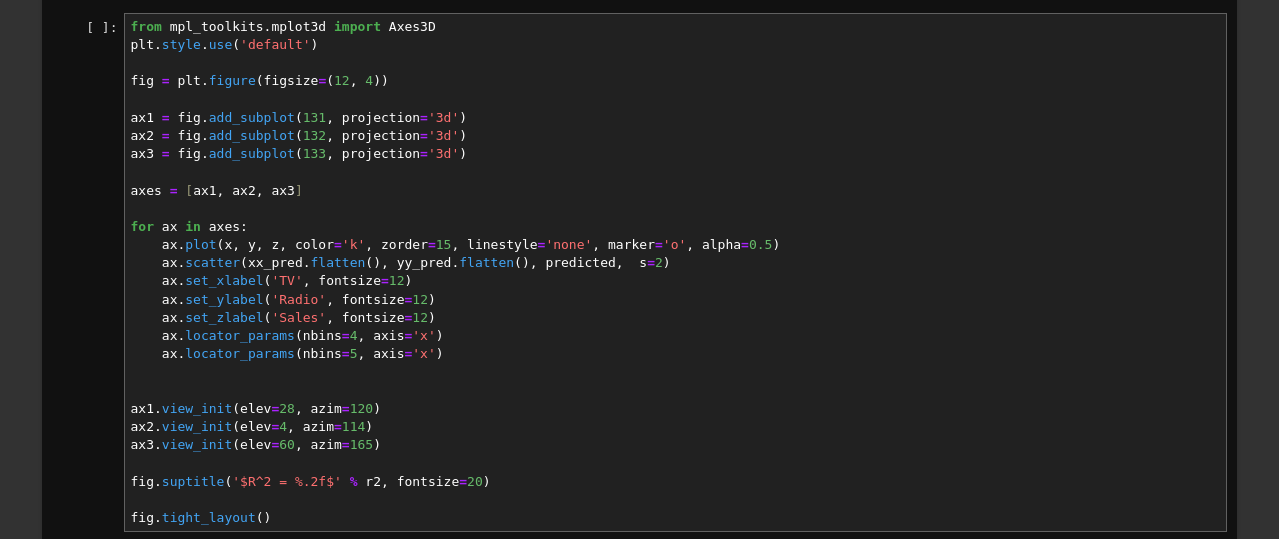 [ ]: from mpl_toolkits.mplot3d import Axes3D
plt.style.use('default')

fig = plt.figure(figsize=(12, 4))

ax1 = fig.add_subplot(131, projection='3d')
ax2 = fig.add_subplot(132, projection='3d')
ax3 = fig.add_subplot(133, projection='3d')

axes = [ax1, ax2, ax3]

for ax in axes:
    ax.plot(x, y, z, color='k', zorder=15, linestyle='none', marker='o', alpha=0.5)
    ax.scatter(xx_pred.flatten(), yy_pred.flatten(), predicted,  s=2)
    ax.set_xlabel('TV', fontsize=12)
    ax.set_ylabel('Radio', fontsize=12)
    ax.set_zlabel('Sales', fontsize=12)
    ax.locator_params(nbins=4, axis='x')
    ax.locator_params(nbins=5, axis='x')


ax1.view_init(elev=28, azim=120)
ax2.view_init(elev=4, azim=114)
ax3.view_init(elev=60, azim=165)

fig.suptitle('$R^2 = %.2f$' % r2, fontsize=20)

fig.tight_layout()